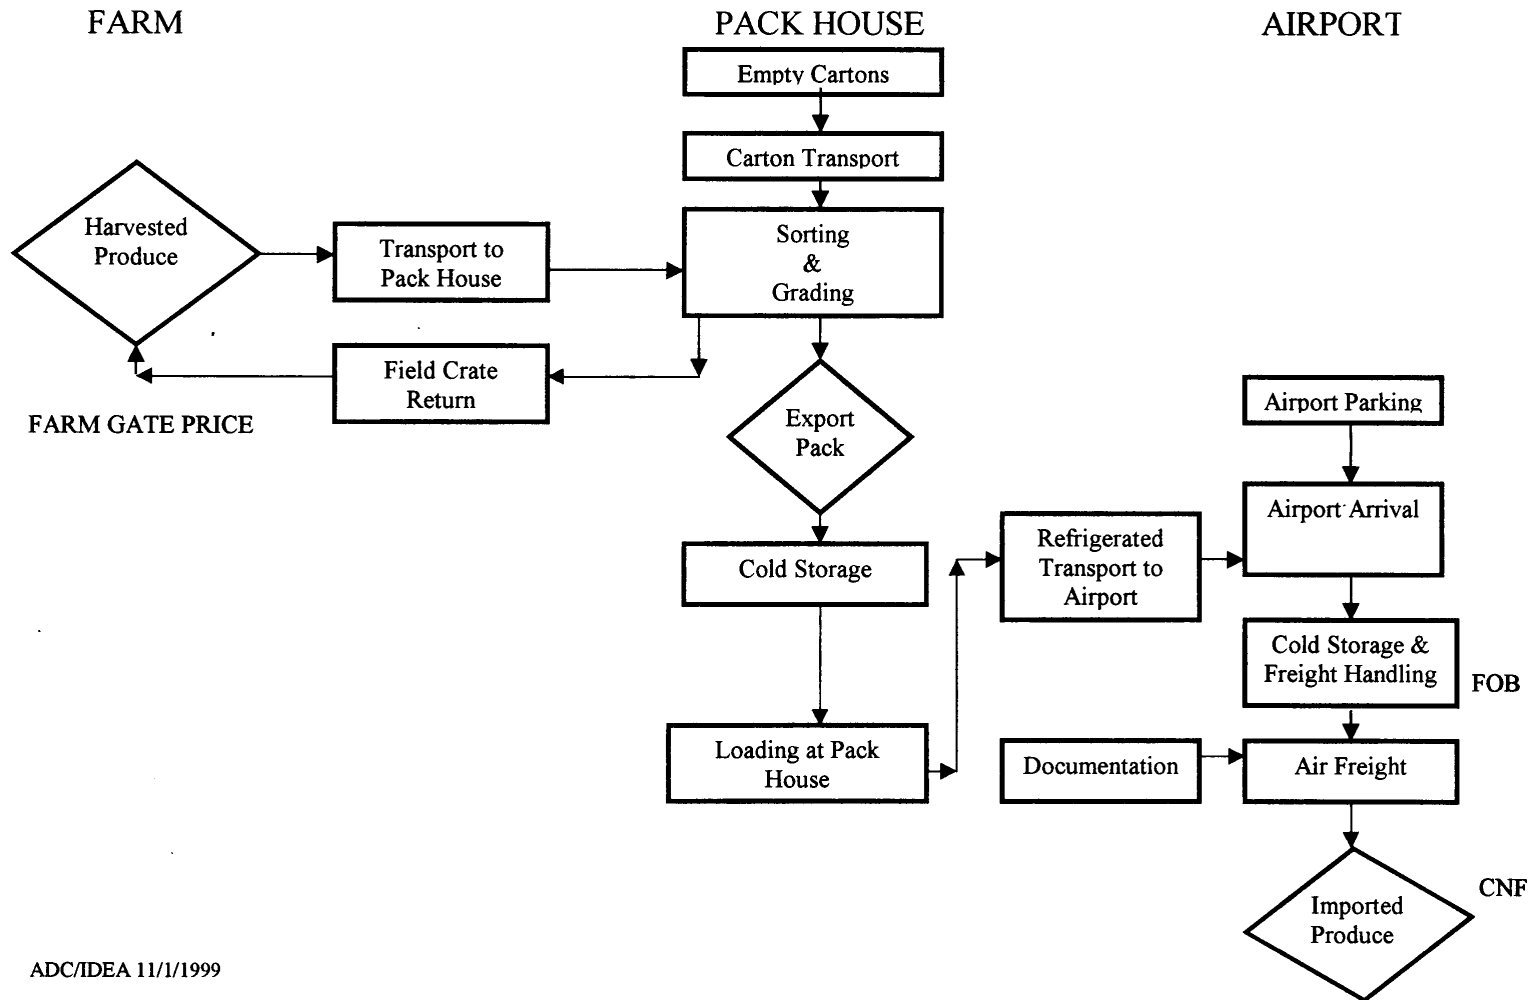 FARM
PACK HOUSE
AIRPORT
Empty Cartons
Carton Transport
Harvested
Produce
Transport to
Pack House
Sorting
&
Grading
Field Crate
Return
FARM GATE PRICE
Export
Pack
Airport Parking
Airport Arrival
Cold Storage
Refrigerated
Transport to
Airport
Cold Storage &
Freight Handling
FOB
Loading at Pack
House
Documentation
Air Freight
CNF
Imported
Produce
ADC/IDEA 11/1/1999